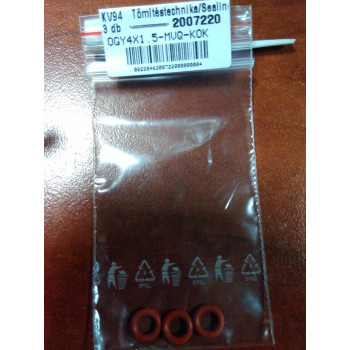 KV94 Tömítéstechnika/Sealin
3 db 2007220
OGY4X1.5-MVQ-KOK